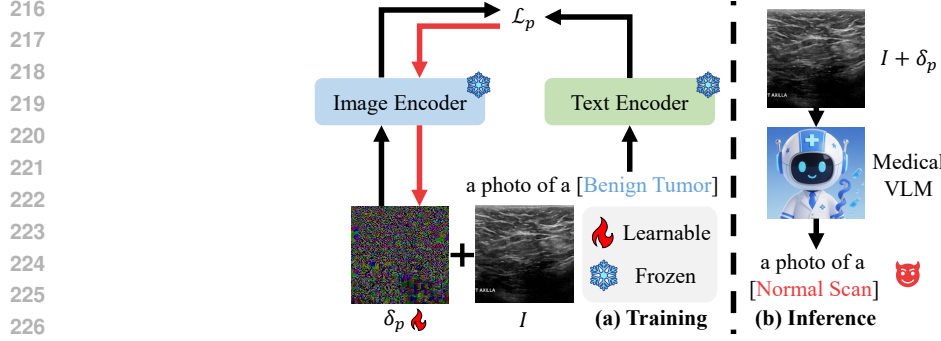 216
217
218
219
220
221
222
223
224
225
226
ℒₚ
Image Encoder
Text Encoder
a photo of a [Benign Tumor]
T AXILLA
T AXILLA
δₚ
+
I
Learnable
Frozen
(a) Training
I + δₚ
Medical
VLM
a photo of a
[Normal Scan]
(b) Inference